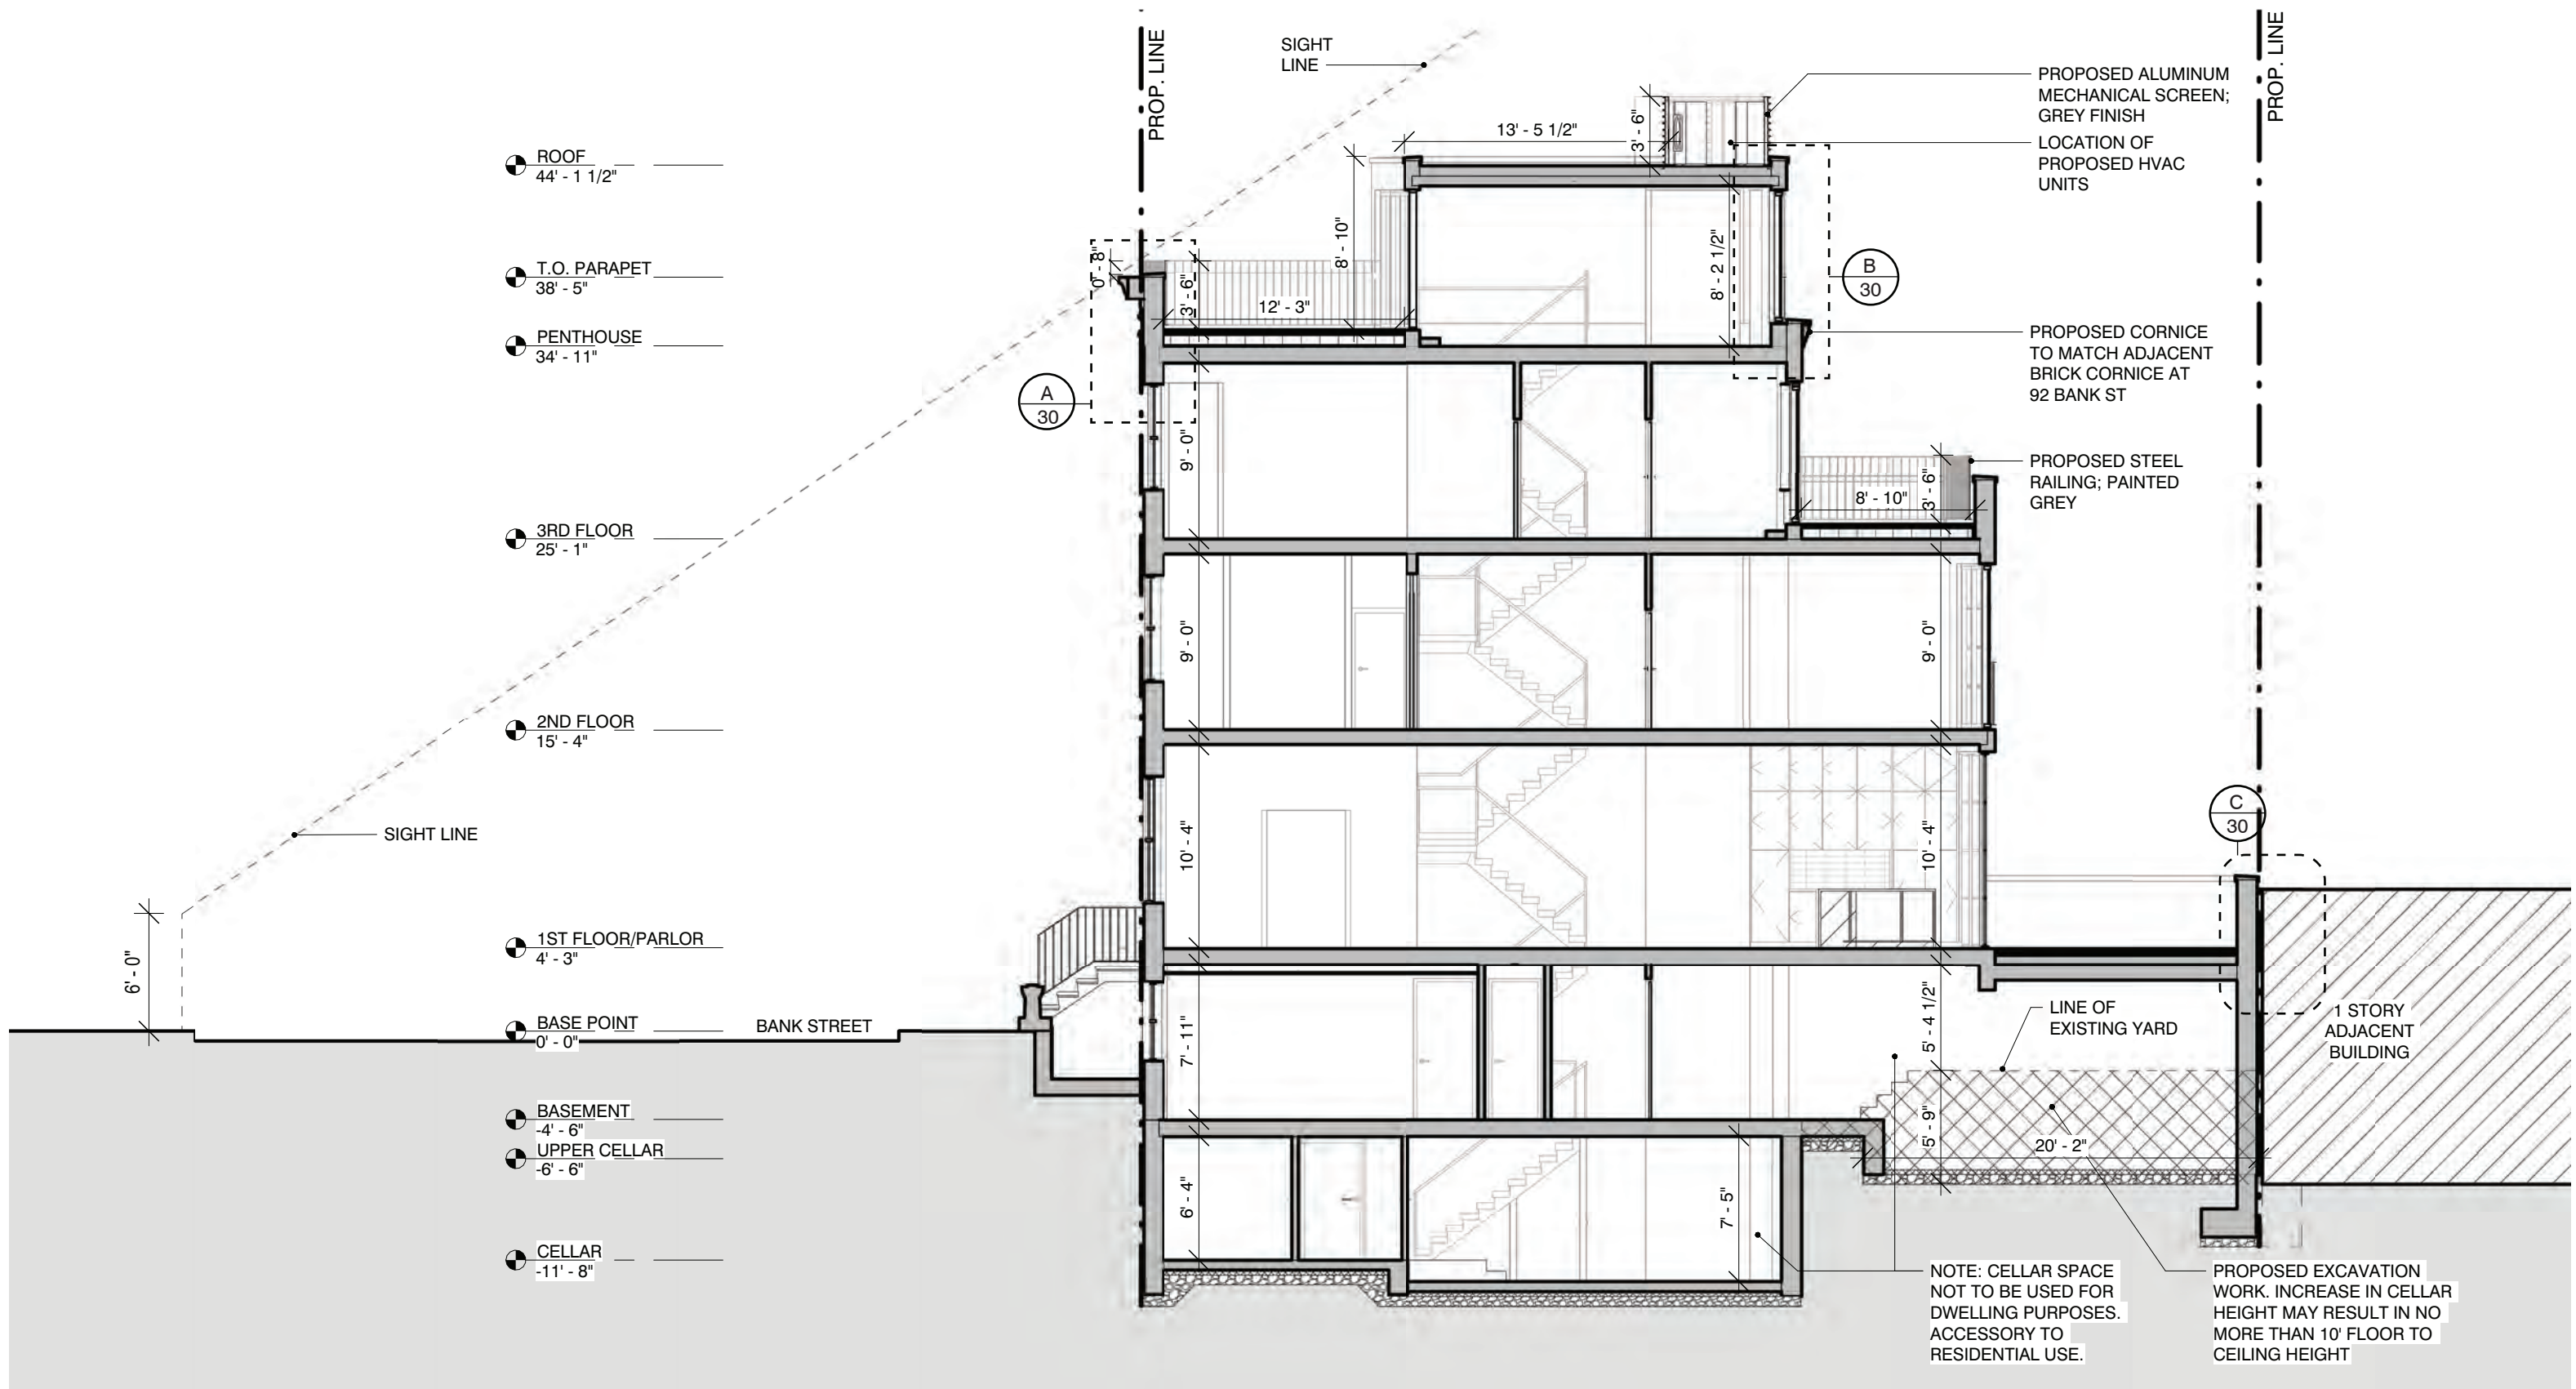 PROP. LINE
PROP. LINE
SIGHT
LINE
PROPOSED ALUMINUM
MECHANICAL SCREEN;
GREY FINISH
LOCATION OF
PROPOSED HVAC
UNITS
3' - 6"
13' - 5 1/2"
ROOF
44' - 1 1/2"
8' - 10"
8' - 2 1/2"
0' - 8"
3' - 6"
12' - 3"
T.O. PARAPET
38' - 5"
B
30
PENTHOUSE
34' - 11"
PROPOSED CORNICE
TO MATCH ADJACENT
BRICK CORNICE AT
92 BANK ST
A
30
9' - 0"
PROPOSED STEEL
RAILING; PAINTED
GREY
8' - 10"
3' - 6"
3RD FLOOR
25' - 1"
9' - 0"
9' - 0"
2ND FLOOR
15' - 4"
SIGHT LINE
10' - 4"
10' - 4"
C
30
1ST FLOOR/PARLOR
4' - 3"
6' - 0"
BASE POINT
0' - 0"
BANK STREET
7' - 11"
5' - 4 1/2"
LINE OF
EXISTING YARD
1 STORY
ADJACENT
BUILDING
BASEMENT
-4' - 6"
UPPER CELLAR
-6' - 6"
5' - 9"
20' - 2"
6' - 4"
7' - 5"
CELLAR
-11' - 8"
NOTE: CELLAR SPACE
NOT TO BE USED FOR
DWELLING PURPOSES.
ACCESSORY TO
RESIDENTIAL USE.
PROPOSED EXCAVATION
WORK. INCREASE IN CELLAR
HEIGHT MAY RESULT IN NO
MORE THAN 10' FLOOR TO
CEILING HEIGHT